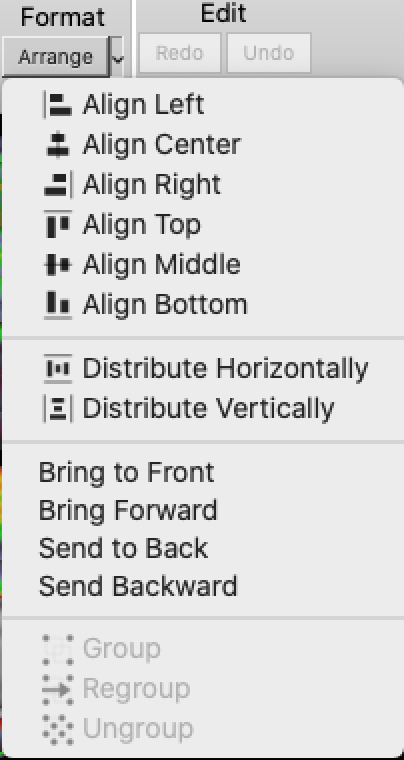 Format Edit
Arrange Redo Undo
Align Left
Align Center
Align Right
Align Top
Align Middle
Align Bottom
Distribute Horizontally
Distribute Vertically
Bring to Front
Bring Forward
Send to Back
Send Backward
Group
Regroup
Ungroup